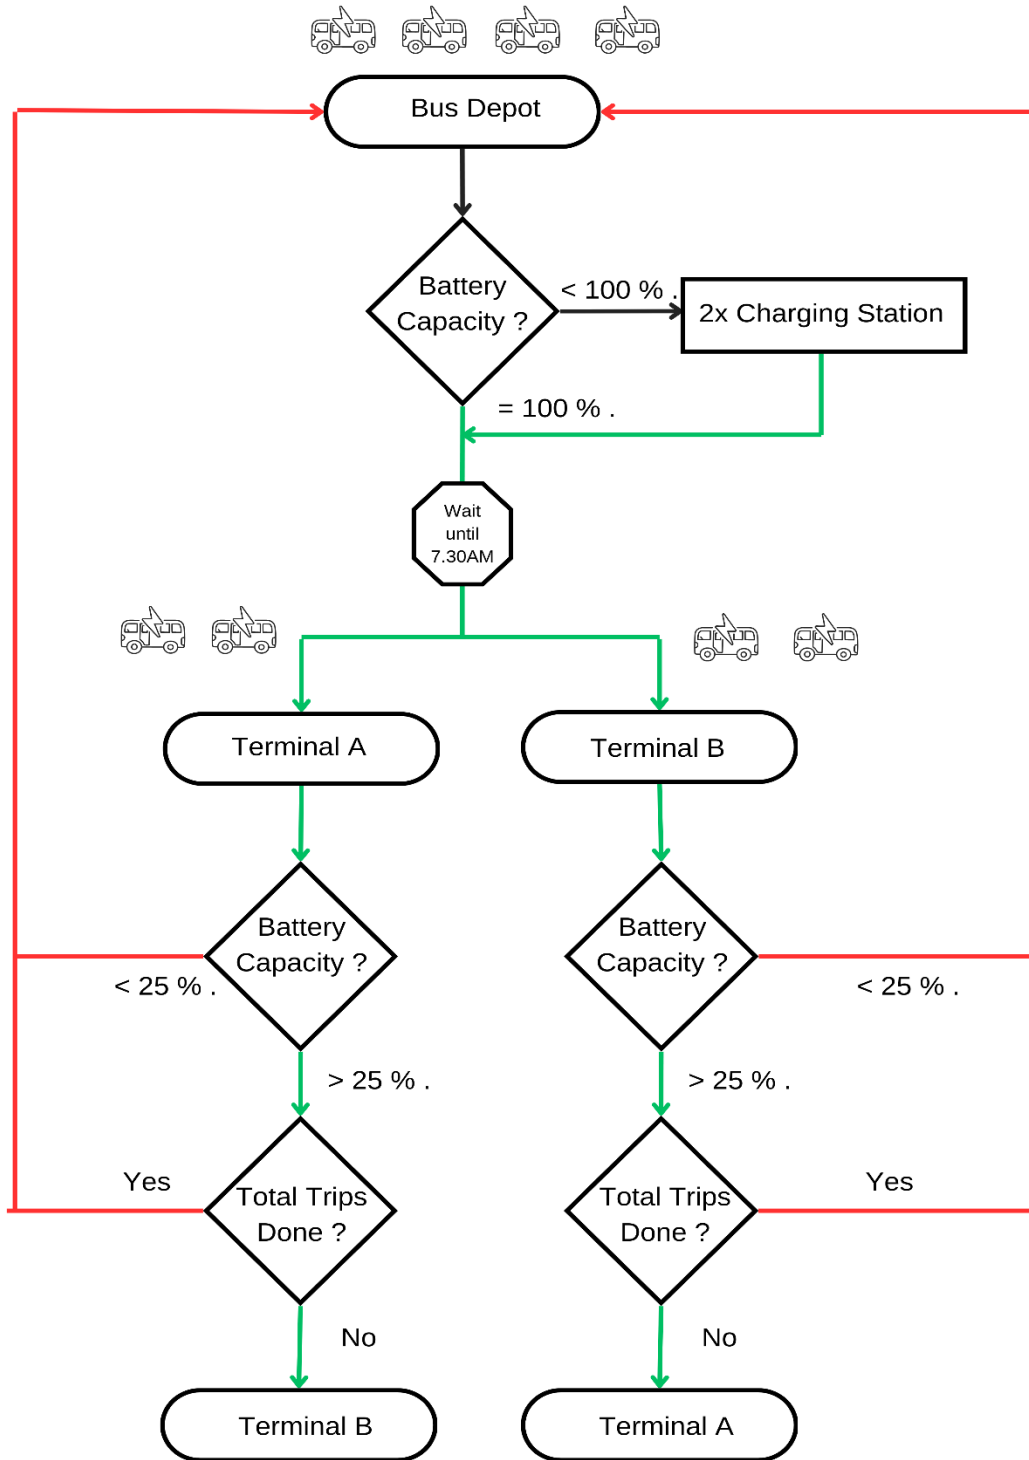 Bus Depot
Battery
Capacity ?
< 100 % .
2x Charging Station
= 100 % .
Wait
until
7.30AM
Terminal A
Terminal B
Battery
Capacity ?
Battery
Capacity ?
< 25 % .
< 25 % .
> 25 % .
> 25 % .
Yes
Total Trips
Done ?
Total Trips
Done ?
Yes
No
No
Terminal B
Terminal A